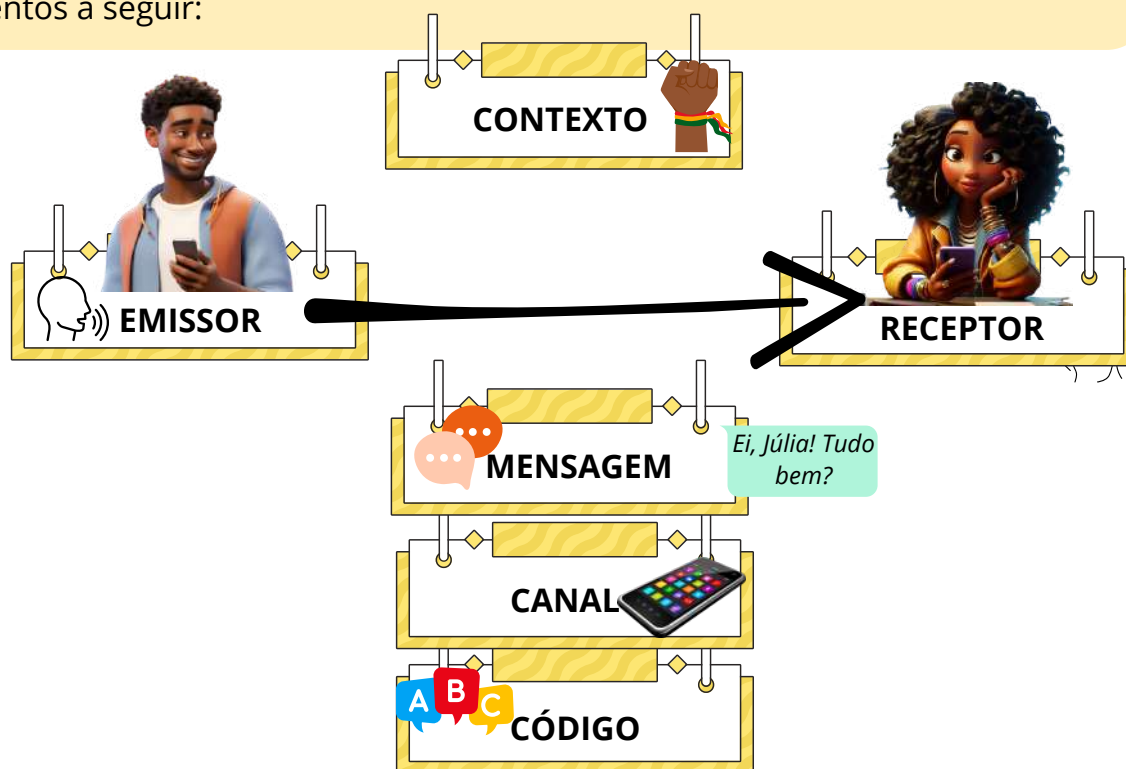 entos a seguir:
CONTEXTO
EMISSOR
RECEPTOR
MENSAGEM
Ei, Júlia! Tudo
bem?
CANAL
A B C
CÓDIGO